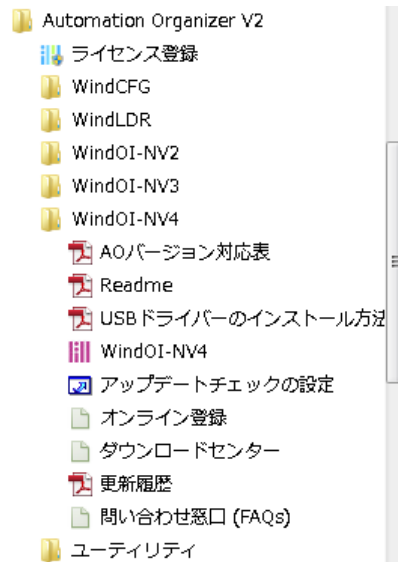 Automation Organizer V2
ライセンス登録
WindCFG
WindLDR
WindOI-NV2
WindOI-NV3
WindOI-NV4
AOバージョン対応表
Readme
USBドライバーのインストール方法
WindOI-NV4
アップデートチェックの設定
オンライン登録
ダウンロードセンター
更新履歴
問い合わせ窓口 (FAQs)
ユーティリティ